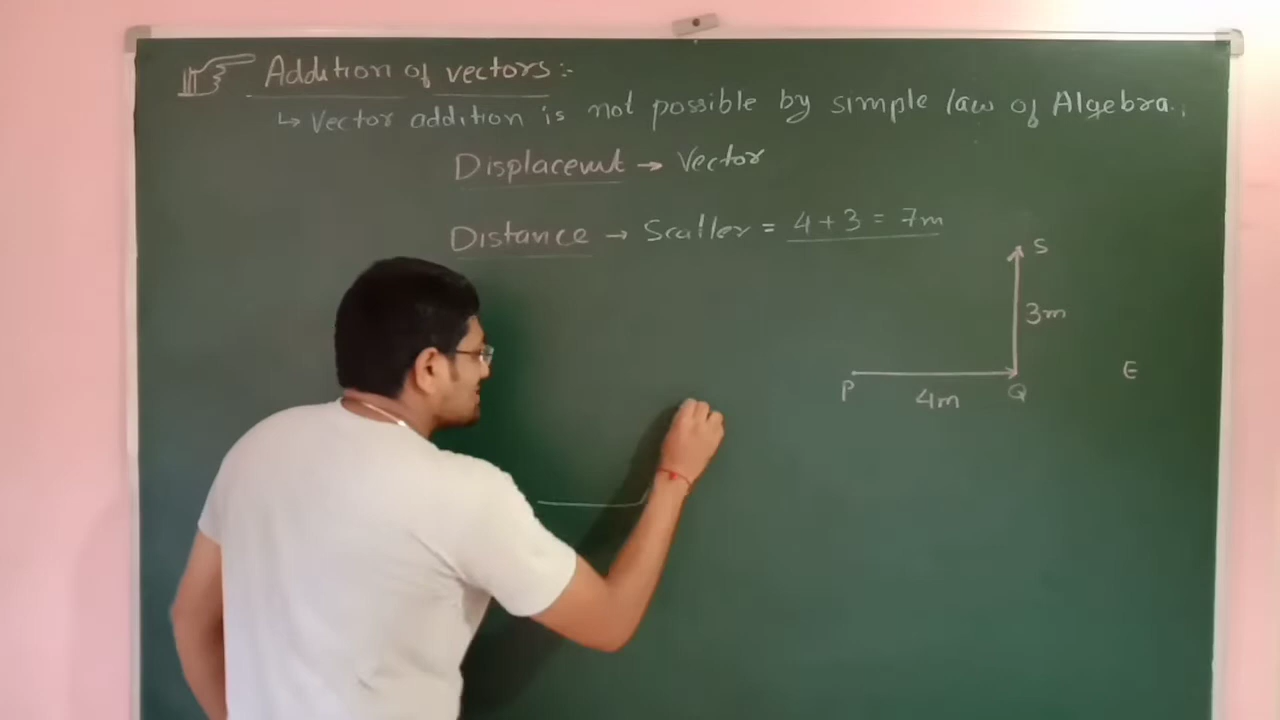 Addition of vectors:-
↳ Vector addition is not possible by simple law of Algebra.
Displacemt → Vector
Distance → Scaller = 4 + 3 = 7m
S
3m
E
P
4m
Q